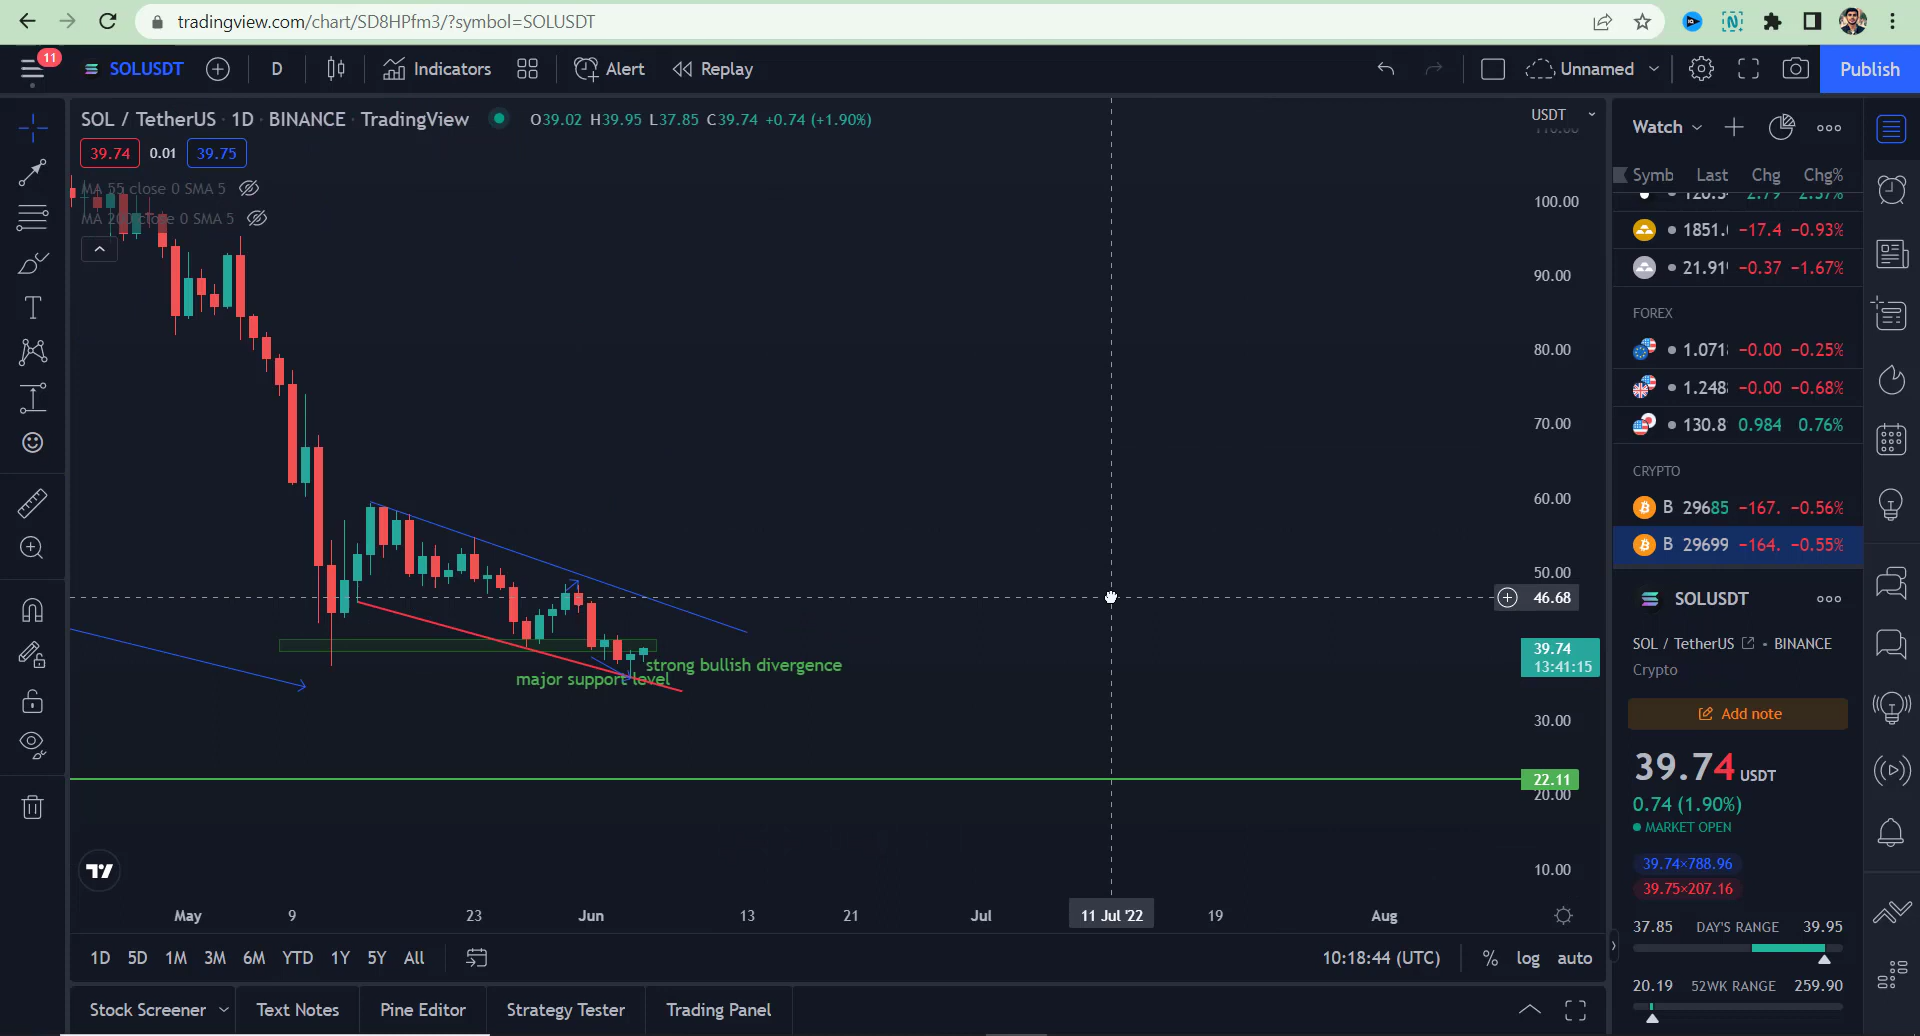 tradingview.com/chart/SD8HPfm3/?symbol=SOLUSDT
11
SOLUSDT
D
Indicators
Alert
Replay
Unnamed
Publish
SOL / TetherUS · 1D · BINANCE · TradingView
O39.02 H39.95 L37.85 C39.74 +0.74 (+1.90%)
39.74
0.01
39.75
MA 55 close 0 SMA 5
MA 200 close 0 SMA 5
strong bullish divergence
major support level
USDT
100.00
90.00
80.00
70.00
60.00
50.00
46.68
39.74
13:41:15
30.00
22.11
20.00
10.00
May
9
23
Jun
13
21
Jul
11 Jul '22
19
Aug
1D
5D
1M
3M
6M
YTD
1Y
5Y
All
10:18:44 (UTC)
%
log
auto
Stock Screener
Text Notes
Pine Editor
Strategy Tester
Trading Panel
Watch
Symb Last Chg Chg%
2.79 2.37%
1851. −17.4 −0.93%
21.91 −0.37 −1.67%
FOREX
1.071 −0.00 −0.25%
1.248 −0.00 −0.68%
130.8 0.984 0.76%
CRYPTO
B 29685 −167. −0.56%
B 29699 −164. −0.55%
SOLUSDT
SOL / TetherUS · BINANCE
Crypto
Add note
39.74 USDT
0.74 (1.90%)
MARKET OPEN
39.74×788.96
39.75×207.16
37.85 DAY'S RANGE 39.95
20.19 52WK RANGE 259.90